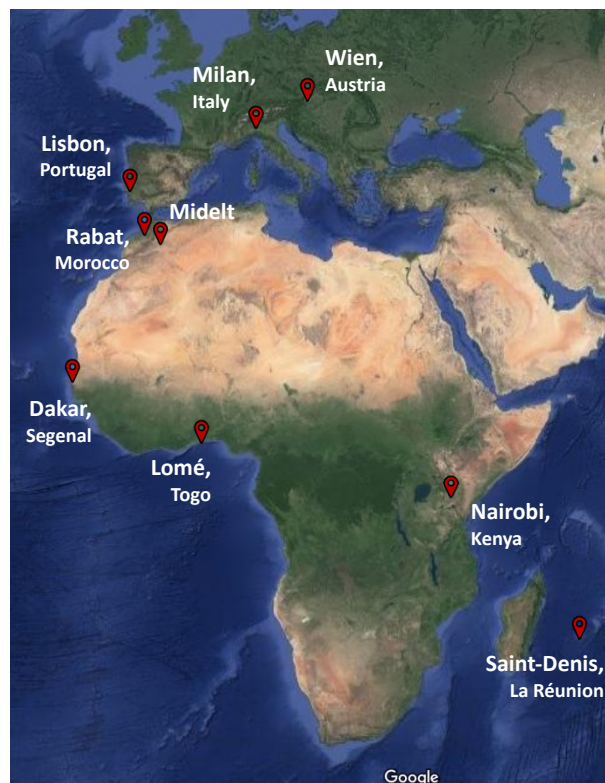 Wien,
Austria
Milan,
Italy
Lisbon,
Portugal
Midelt
Rabat,
Morocco
Dakar,
Segenal
Lomé,
Togo
Nairobi,
Kenya
Saint-Denis,
La Réunion
Google